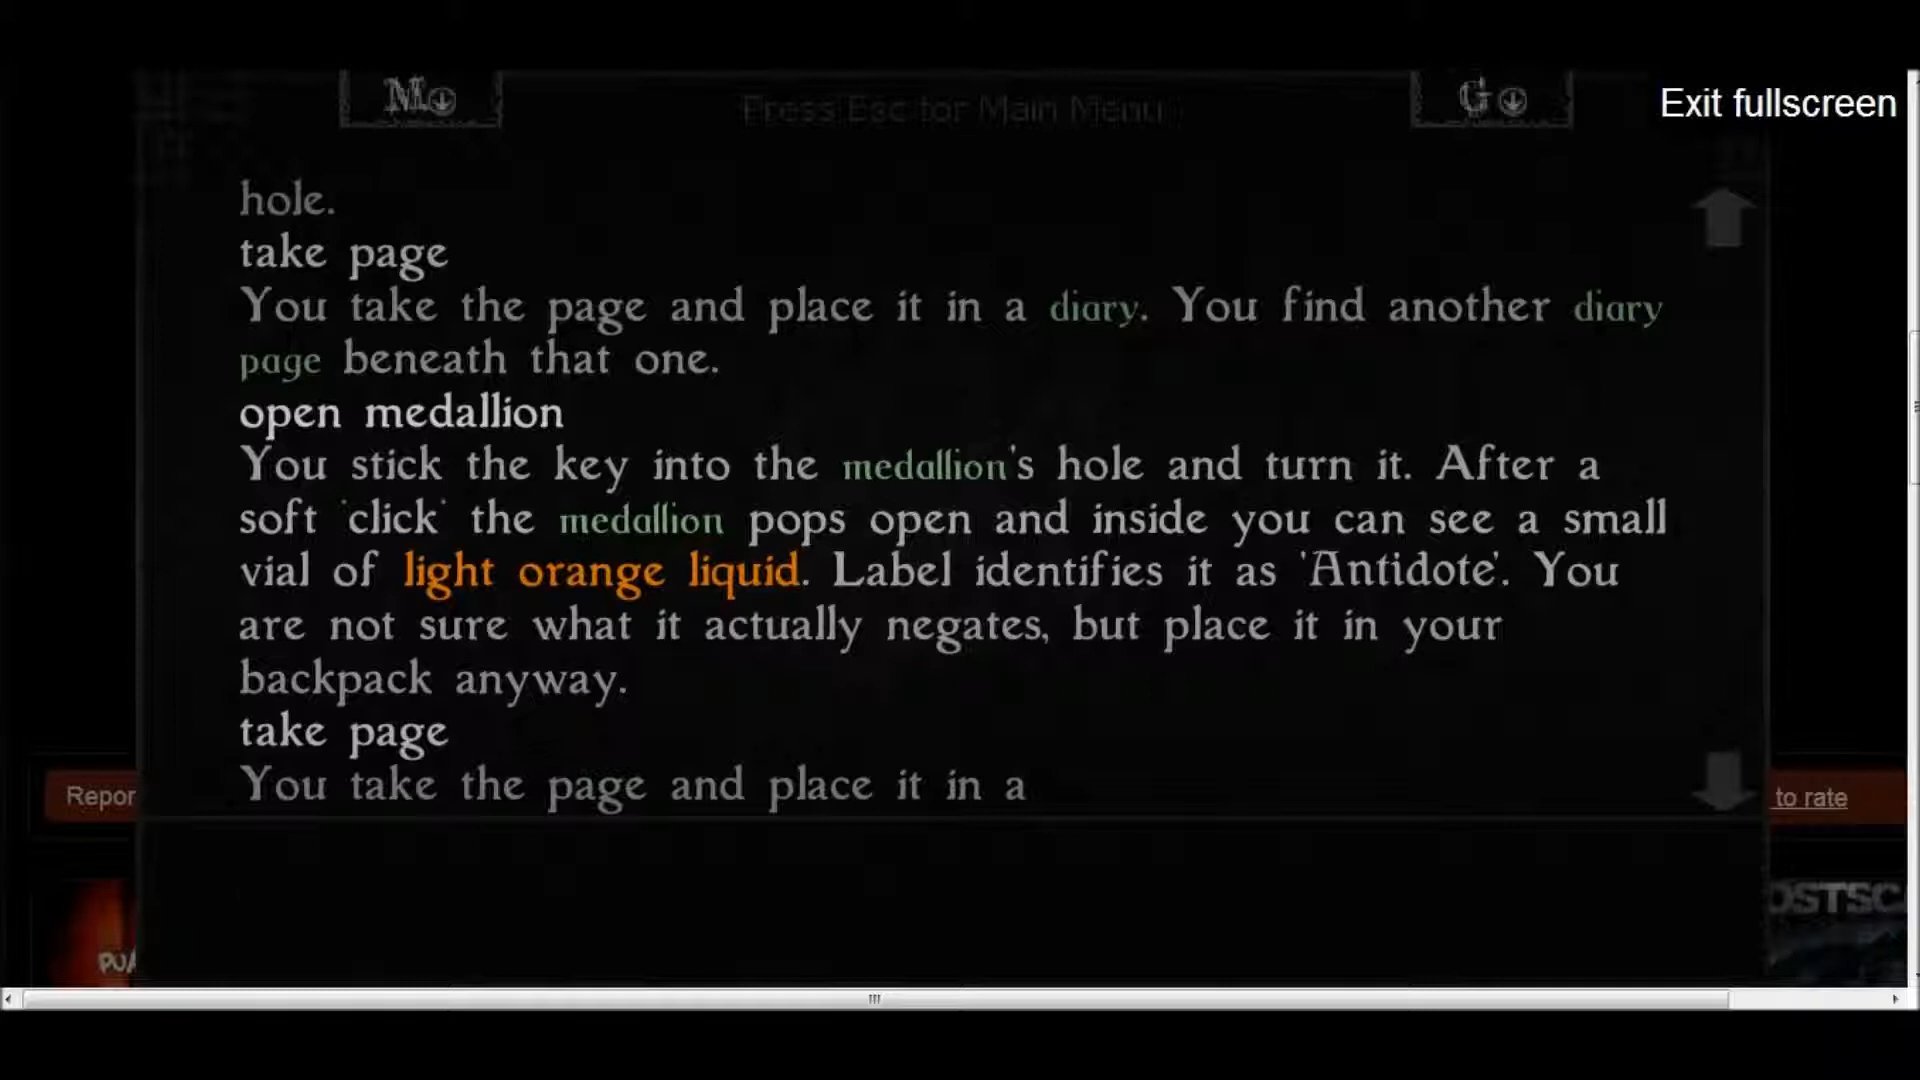 M
Press Esc for Main Menu
G
Exit fullscreen
hole.
take page
You take the page and place it in a diary. You find another diary
page beneath that one.
open medallion
You stick the key into the medallion's hole and turn it. After a
soft 'click' the medallion pops open and inside you can see a small
vial of light orange liquid. Label identifies it as 'Antidote'. You
are not sure what it actually negates, but place it in your
backpack anyway.
take page
You take the page and place it in a
Repor
to rate